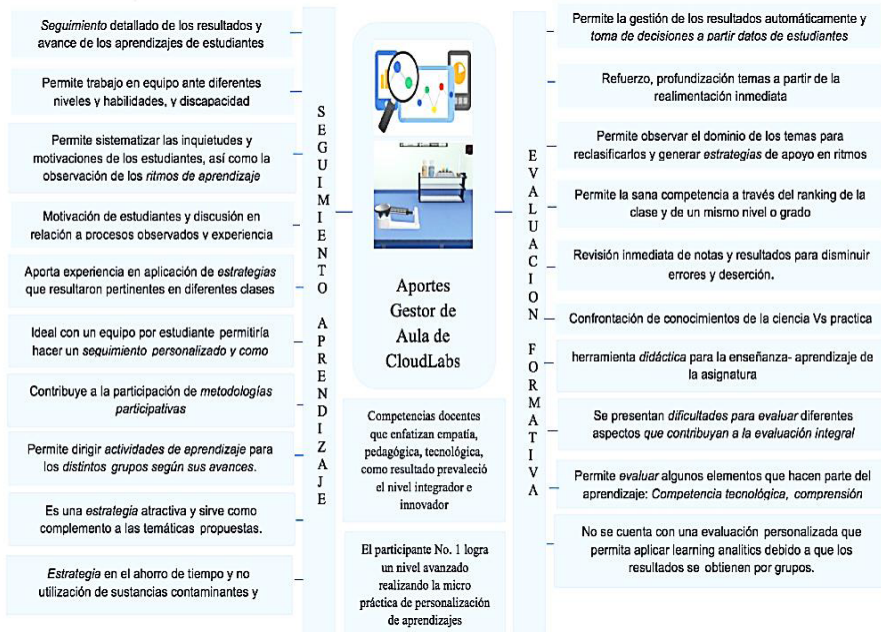 Seguimiento detallado de los resultados y
avance de los aprendizajes de estudiantes
Permite trabajo en equipo ante diferentes
niveles y habilidades, y discapacidad
Permite sistematizar las inquietudes y
motivaciones de los estudiantes, así como la
observación de los ritmos de aprendizaje
Motivación de estudiantes y discusión en
relación a procesos observados y experiencia
Aporta experiencia en aplicación de estrategias
que resultaron pertinentes en diferentes clases
Ideal con un equipo por estudiante permitiría
hacer un seguimiento personalizado y como
Contribuye a la participación de metodologías
participativas
Permite dirigir actividades de aprendizaje para
los distintos grupos según sus avances.
Es una estrategia atractiva y sirve como
complemento a las temáticas propuestas.
Estrategia en el ahorro de tiempo y no
utilización de sustancias contaminantes y
SEGUIMIENTO APRENDIZAJE
Aportes
Gestor de
Aula de
CloudLabs
Competencias docentes
que enfatizan empatía,
pedagógica, tecnológica,
como resultado prevaleció
el nivel integrador e
innovador
El participante No. 1 logra
un nivel avanzado
realizando la micro
práctica de personalización
de aprendizajes
EVALUACION FORMATIVA
Permite la gestión de los resultados automáticamente y
toma de decisiones a partir datos de estudiantes
Refuerzo, profundización temas a partir de la
realimentación inmediata
Permite observar el dominio de los temas para
reclasificarlos y generar estrategias de apoyo en ritmos
Permite la sana competencia a través del ranking de la
clase y de un mismo nivel o grado
Revisión inmediata de notas y resultados para disminuir
errores y deserción.
Confrontación de conocimientos de la ciencia Vs practica
herramienta didáctica para la enseñanza- aprendizaje de
la asignatura
Se presentan dificultades para evaluar diferentes
aspectos que contribuyan a la evaluación integral
Permite evaluar algunos elementos que hacen parte del
aprendizaje: Competencia tecnológica, comprensión
No se cuenta con una evaluación personalizada que
permita aplicar learning analitics debido a que los
resultados se obtienen por grupos.